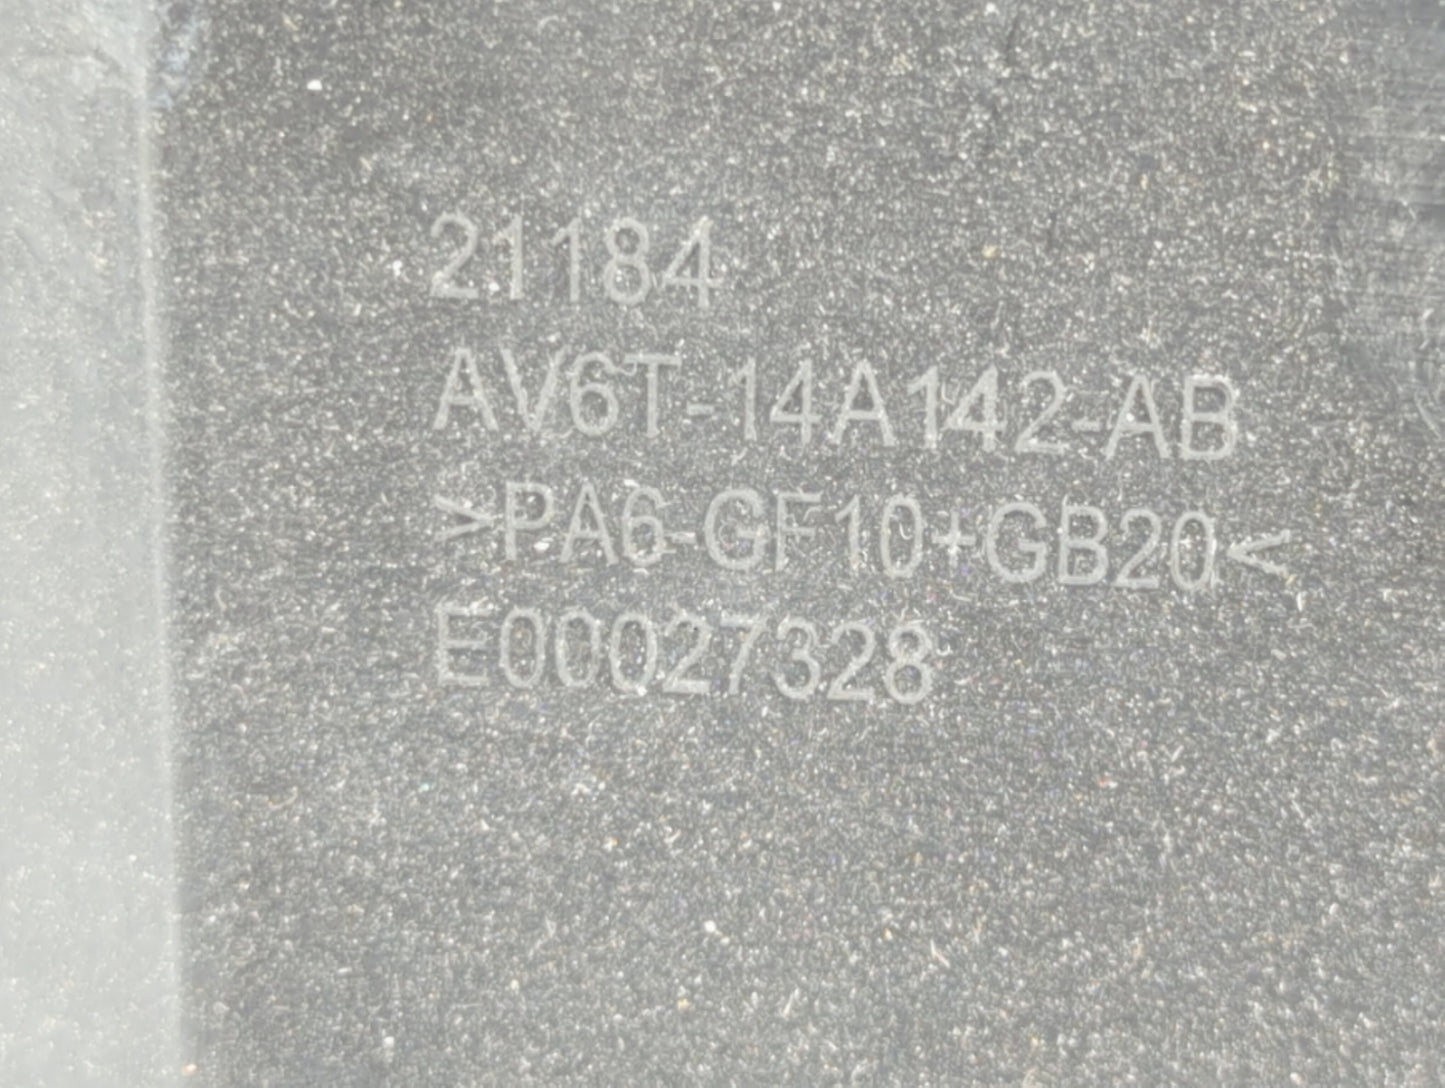 21184
AV6T-14A142-AB
>PA6-GF10+GB20<
E00027328